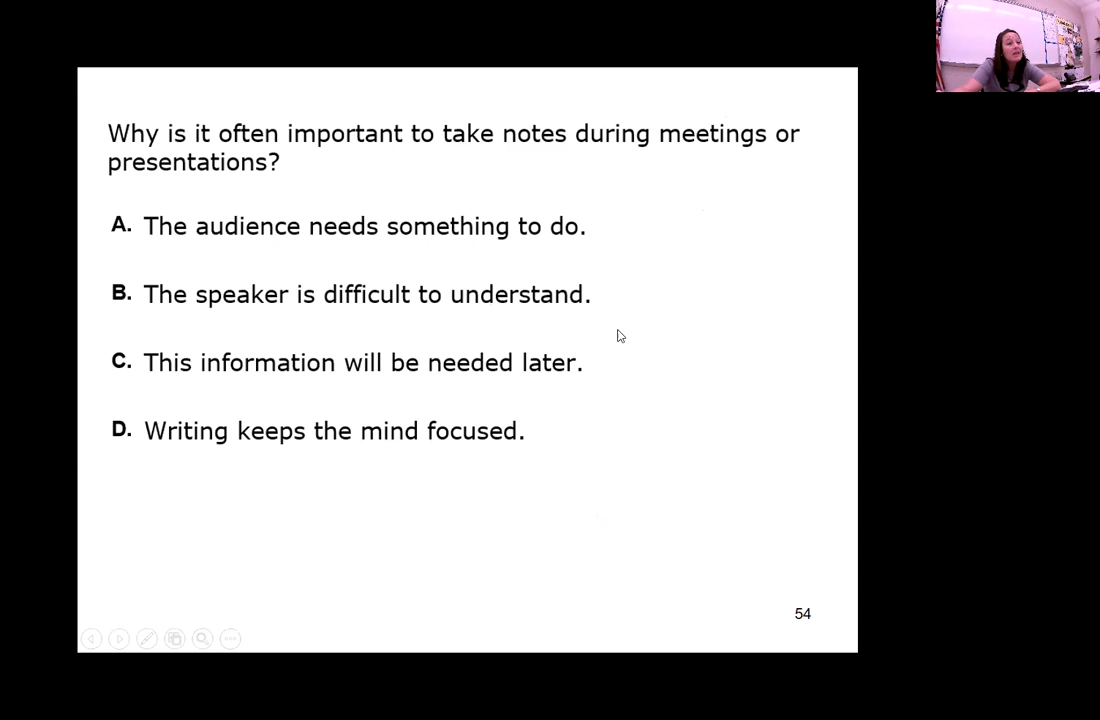 Why is it often important to take notes during meetings or
presentations?
A. The audience needs something to do.
B. The speaker is difficult to understand.
C. This information will be needed later.
D. Writing keeps the mind focused.
54